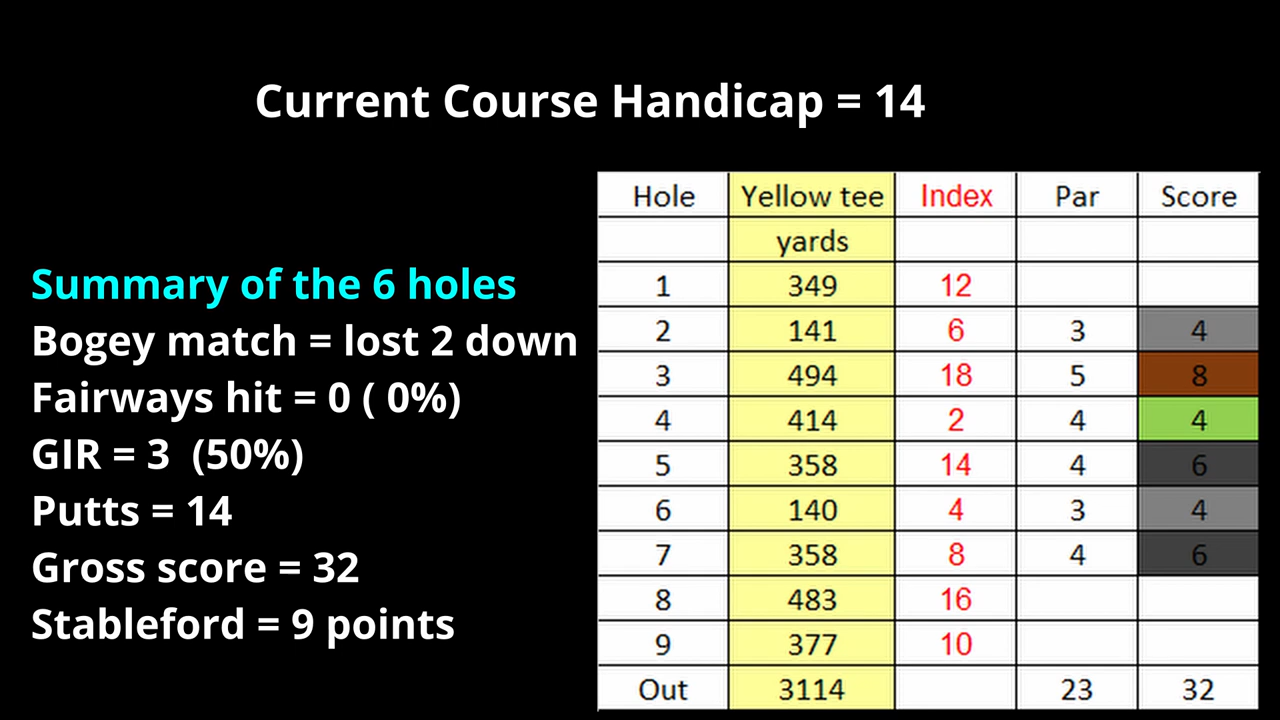 Current Course Handicap = 14
Summary of the 6 holes
Bogey match = lost 2 down
Fairways hit = 0 ( 0%)
GIR = 3 (50%)
Putts = 14
Gross score = 32
Stableford = 9 points
Hole Yellow tee Index Par Score
yards
1 349 12
2 141 6 3 4
3 494 18 5 8
4 414 2 4 4
5 358 14 4 6
6 140 4 3 4
7 358 8 4 6
8 483 16
9 377 10
Out 3114 23 32